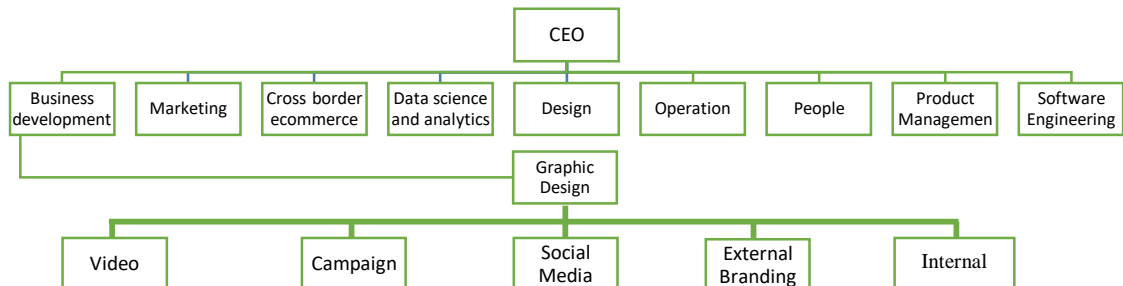 CEO
Business
development
Marketing
Cross border
ecommerce
Data science
and analytics
Design
Operation
People
Product
Managemen
Software
Engineering
Graphic
Design
Video
Campaign
Social
Media
External
Branding
Internal